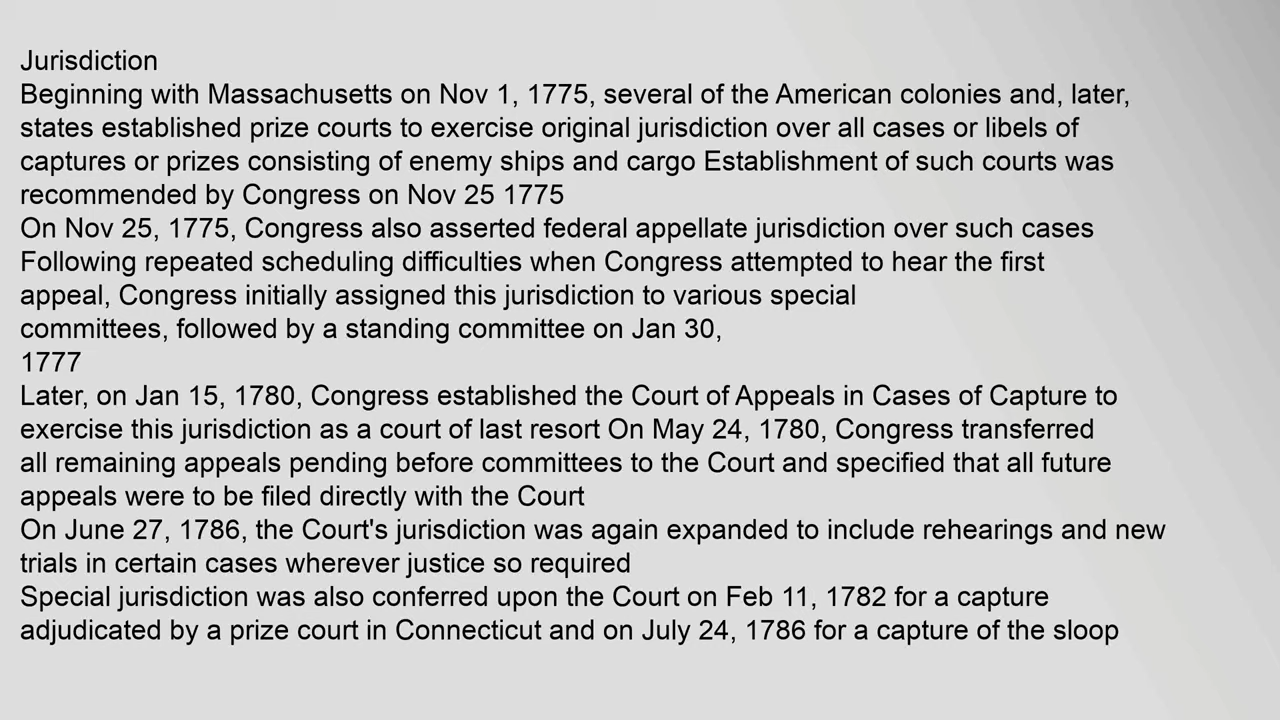 Jurisdiction
Beginning with Massachusetts on Nov 1, 1775, several of the American colonies and, later,
states established prize courts to exercise original jurisdiction over all cases or libels of
captures or prizes consisting of enemy ships and cargo Establishment of such courts was
recommended by Congress on Nov 25 1775
On Nov 25, 1775, Congress also asserted federal appellate jurisdiction over such cases
Following repeated scheduling difficulties when Congress attempted to hear the first
appeal, Congress initially assigned this jurisdiction to various special
committees, followed by a standing committee on Jan 30,
1777
Later, on Jan 15, 1780, Congress established the Court of Appeals in Cases of Capture to
exercise this jurisdiction as a court of last resort On May 24, 1780, Congress transferred
all remaining appeals pending before committees to the Court and specified that all future
appeals were to be filed directly with the Court
On June 27, 1786, the Court's jurisdiction was again expanded to include rehearings and new
trials in certain cases wherever justice so required
Special jurisdiction was also conferred upon the Court on Feb 11, 1782 for a capture
adjudicated by a prize court in Connecticut and on July 24, 1786 for a capture of the sloop